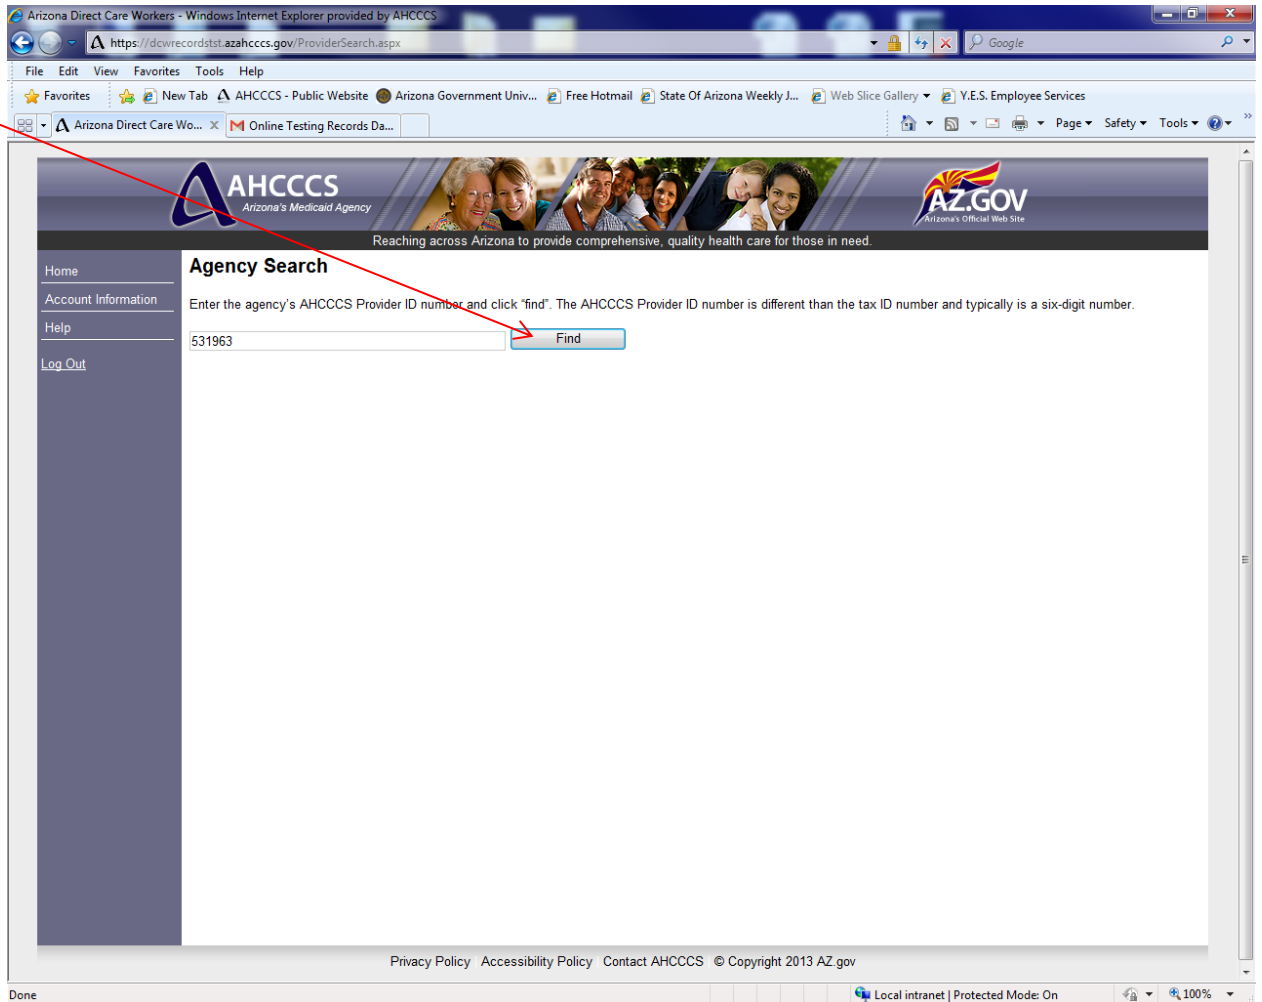 Arizona Direct Care Workers - Windows Internet Explorer provided by AHCCCS
https://dcwrecordstst.azahcccs.gov/ProviderSearch.aspx
Google
File Edit View Favorites Tools Help
Favorites New Tab AHCCCS - Public Website Arizona Government Univ... Free Hotmail State Of Arizona Weekly J... Web Slice Gallery Y.E.S. Employee Services
Arizona Direct Care Wo... X Online Testing Records Da... Page Safety Tools
AHCCCS
Arizona's Medicaid Agency
AZ.GOV
Arizona's Official Web Site
Reaching across Arizona to provide comprehensive, quality health care for those in need.
Home
Account Information
Help
Log Out
Agency Search
Enter the agency's AHCCCS Provider ID number and click “find”. The AHCCCS Provider ID number is different than the tax ID number and typically is a six-digit number.
531963 Find
Privacy Policy Accessibility Policy Contact AHCCCS © Copyright 2013 AZ.gov
Done Local intranet | Protected Mode: On 100%